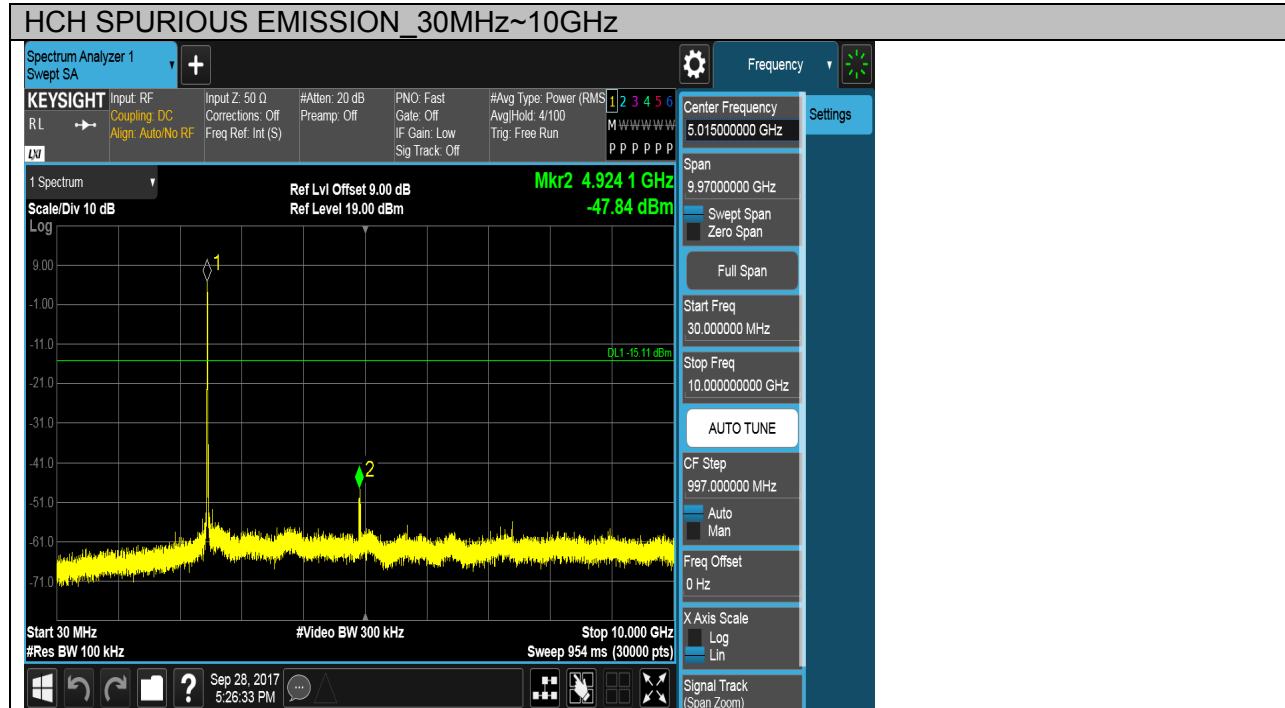 HCH SPURIOUS EMISSION_30MHz~10GHz
Spectrum Analyzer 1
Swept SA
+
Frequency
KEYSIGHT
RL
LXI
Input: RF
Coupling: DC
Align: Auto/No RF
Input Z: 50 Ω
Corrections: Off
Freq Ref: Int (S)
#Atten: 20 dB
Preamp: Off
PNO: Fast
Gate: Off
IF Gain: Low
Sig Track: Off
#Avg Type: Power (RMS
Avg|Hold: 4/100
Trig: Free Run
1 2 3 4 5 6
M W W W W W
P P P P P P
1 Spectrum
Scale/Div 10 dB
Log
Ref Lvl Offset 9.00 dB
Ref Level 19.00 dBm
Mkr2 4.924 1 GHz
-47.84 dBm
9.00
-1.00
-11.0
-21.0
-31.0
-41.0
-51.0
-61.0
-71.0
1
2
DL1 -15.11 dBm
Start 30 MHz
#Res BW 100 kHz
#Video BW 300 kHz
Stop 10.000 GHz
Sweep 954 ms (30000 pts)
?
Sep 28, 2017
5:26:33 PM
Center Frequency
5.015000000 GHz
Span
9.97000000 GHz
Swept Span
Zero Span
Full Span
Start Freq
30.000000 MHz
Stop Freq
10.000000000 GHz
AUTO TUNE
CF Step
997.000000 MHz
Auto
Man
Freq Offset
0 Hz
X Axis Scale
Log
Lin
Signal Track
(Span Zoom)
Settings